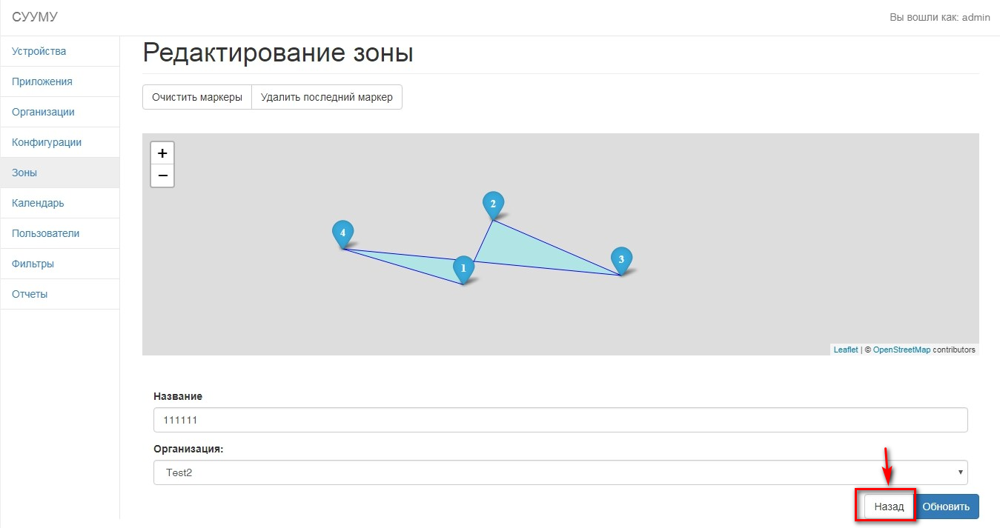 СУУМУ
Вы вошли как: admin
Устройства
Приложения
Организации
Конфигурации
Зоны
Календарь
Пользователи
Фильтры
Отчеты
Редактирование зоны
Очистить маркеры Удалить последний маркер
+
−
2
4
3
1
Leaflet | © OpenStreetMap contributors
Название
111111
Организация:
Test2
Назад Обновить